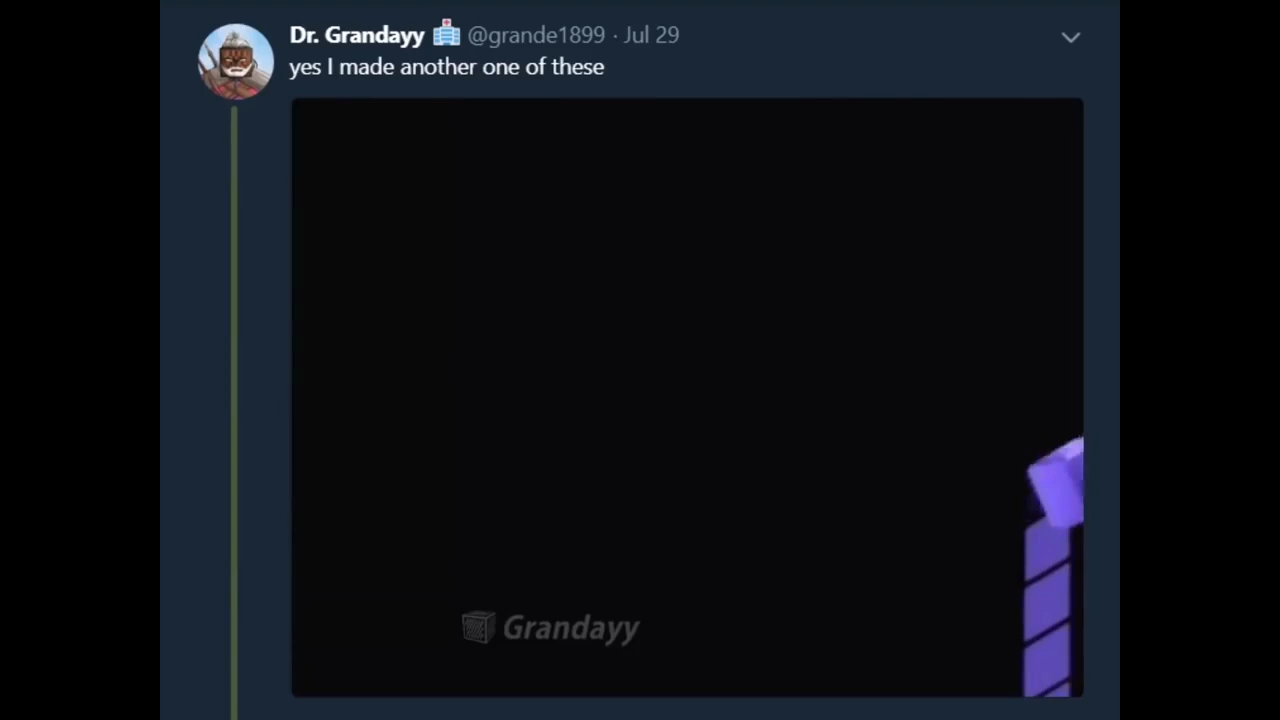 Dr. Grandayy 🏥 @grande1899 · Jul 29
yes I made another one of these
Grandayy